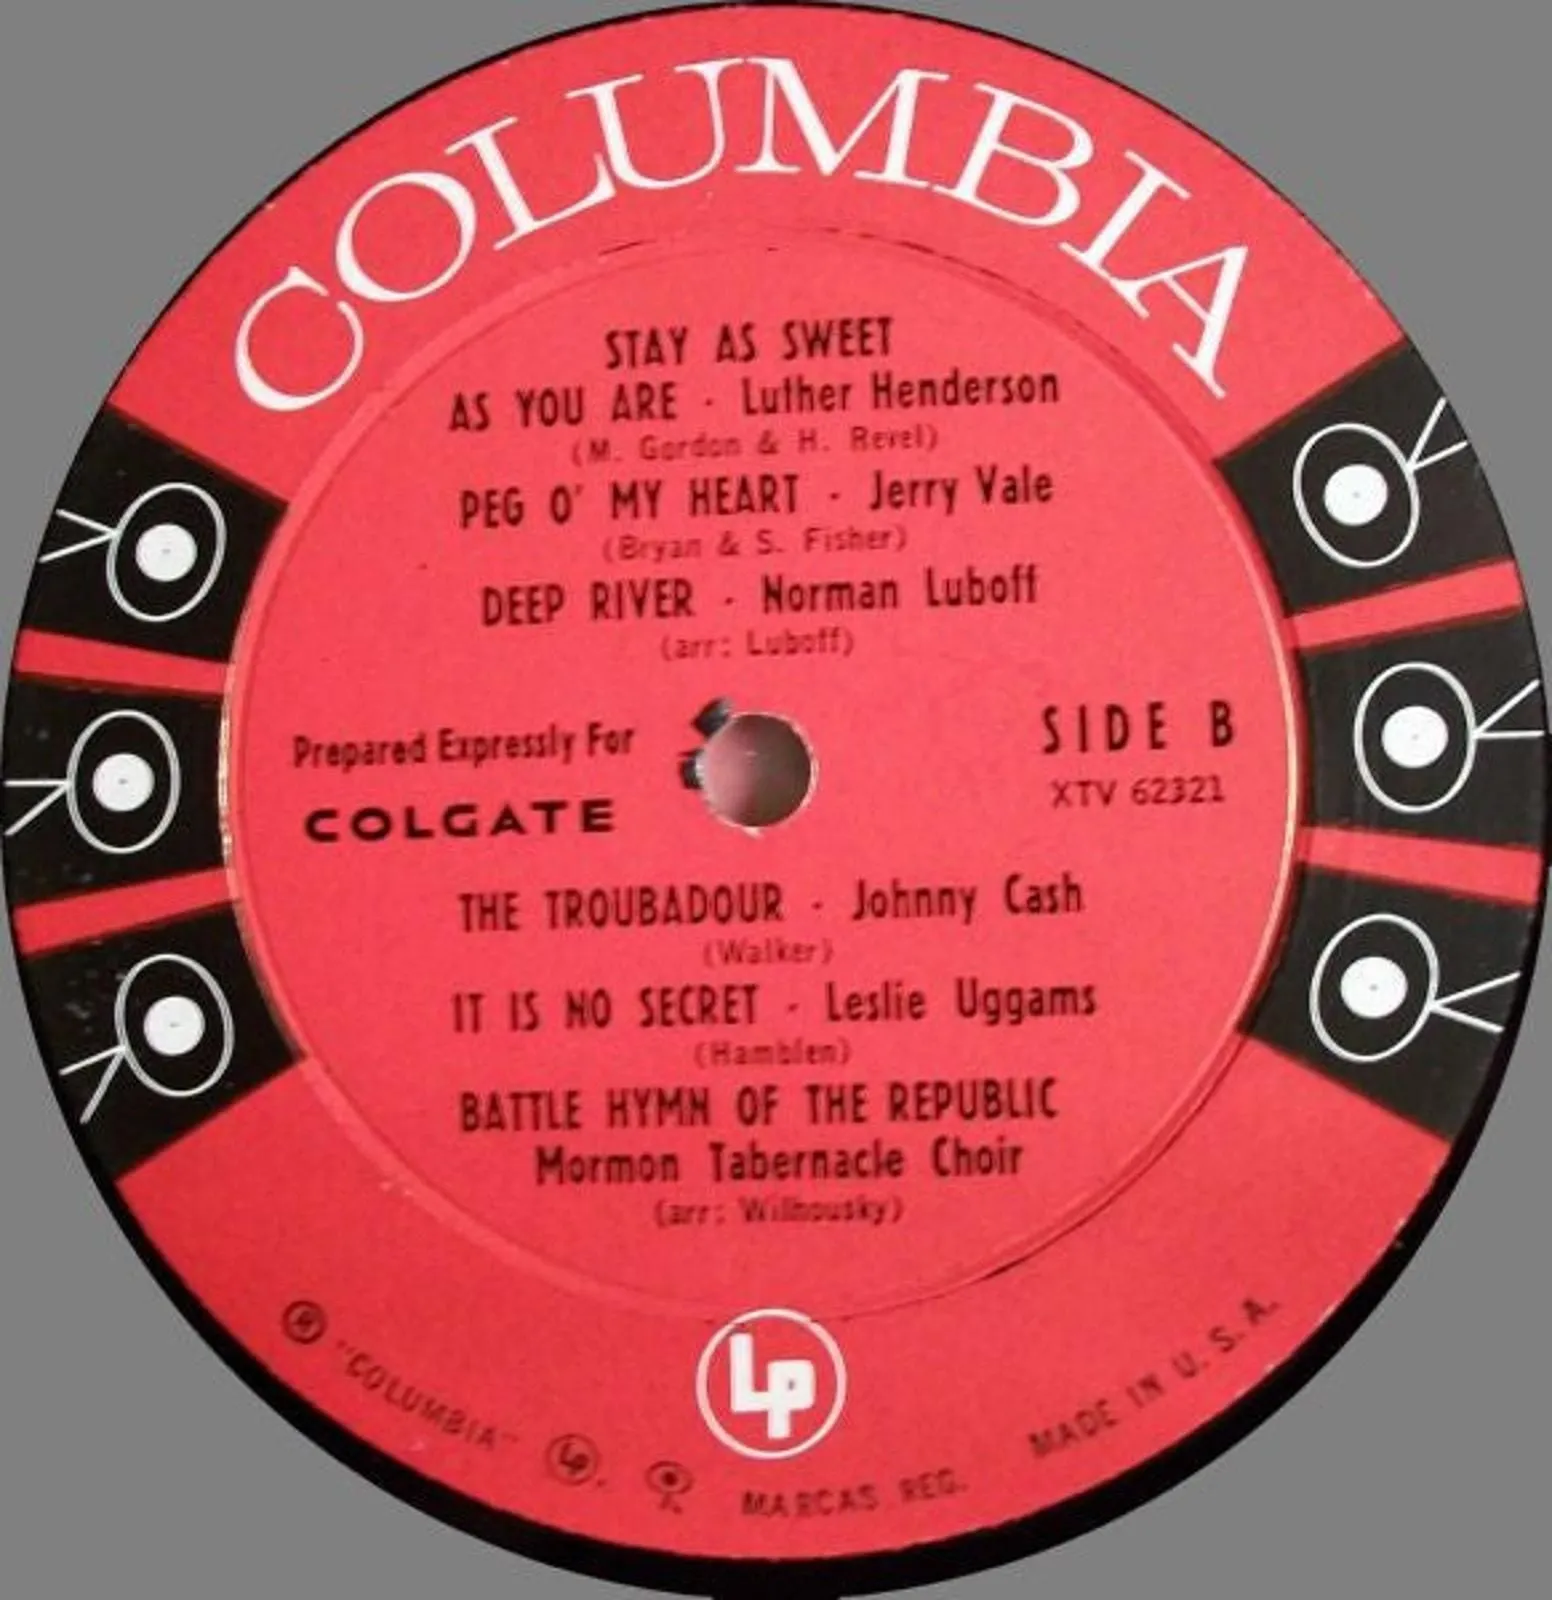 COLUMBIA
STAY AS SWEET
AS YOU ARE - Luther Henderson
(M. Gordon & H. Revel)
PEG O' MY HEART - Jerry Vale
(Bryan & S. Fisher)
DEEP RIVER - Norman Luboff
(arr: Luboff)
Prepared Expressly For
COLGATE
SIDE B
XTV 62321
THE TROUBADOUR - Johnny Cash
(Walker)
IT IS NO SECRET - Leslie Uggams
(Hamblen)
BATTLE HYMN OF THE REPUBLIC
Mormon Tabernacle Choir
(arr: Wilhousky)
LP
® "COLUMBIA" LP. MARCAS REG. MADE IN U. S. A.